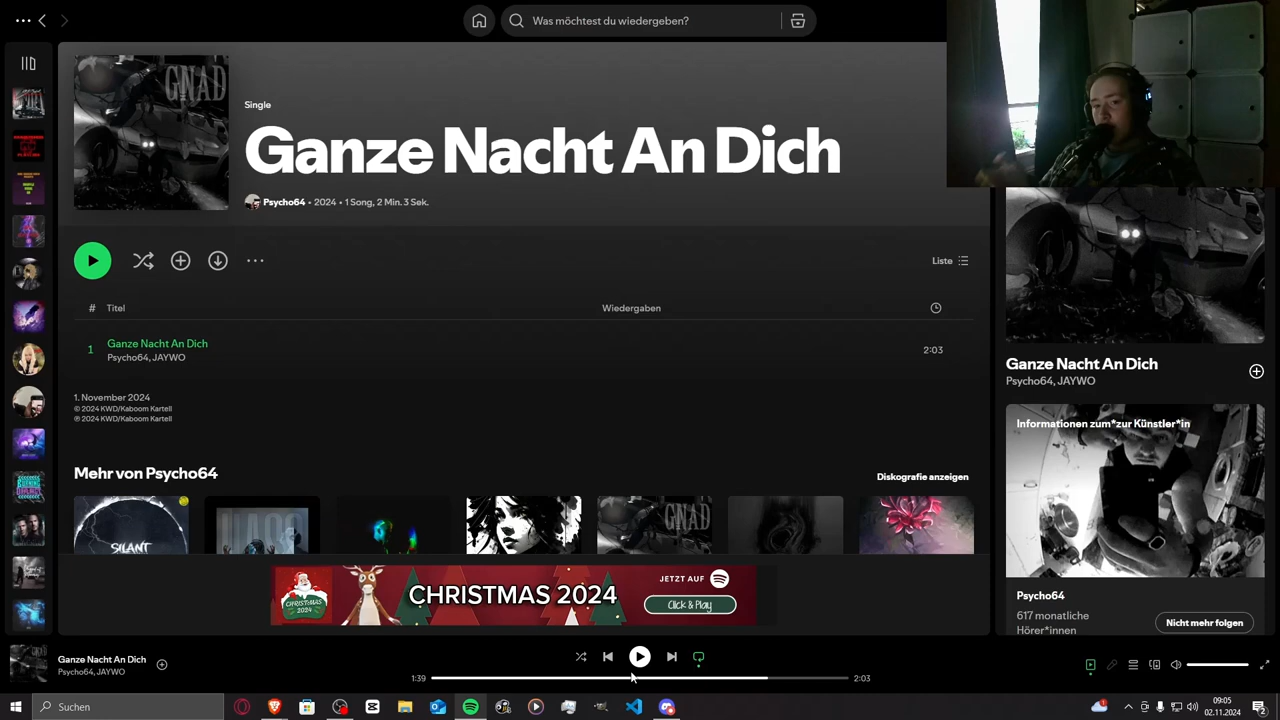 Was möchtest du wiedergeben?
GNAD
Single
Ganze Nacht An Dich
Psycho64 • 2024 • 1 Song, 2 Min. 3 Sek.
Liste
# Titel Wiedergaben
1 Ganze Nacht An Dich 2:03
Psycho64, JAYWO
1. November 2024
© 2024 KWD/Kaboom Kartell
℗ 2024 KWD/Kaboom Kartell
Mehr von Psycho64
Diskografie anzeigen
SILANT
GNAD
CHRISTMAS 2024
CHRISTMAS 2024
JETZT AUF
Click & Play
Ganze Nacht An Dich
Psycho64, JAYWO
Informationen zum*zur Künstler*in
Psycho64
617 monatliche
Hörer*innen
Nicht mehr folgen
Ganze Nacht An Dich
Psycho64, JAYWO
1:39 2:03
Suchen
09:05
02.11.2024
2